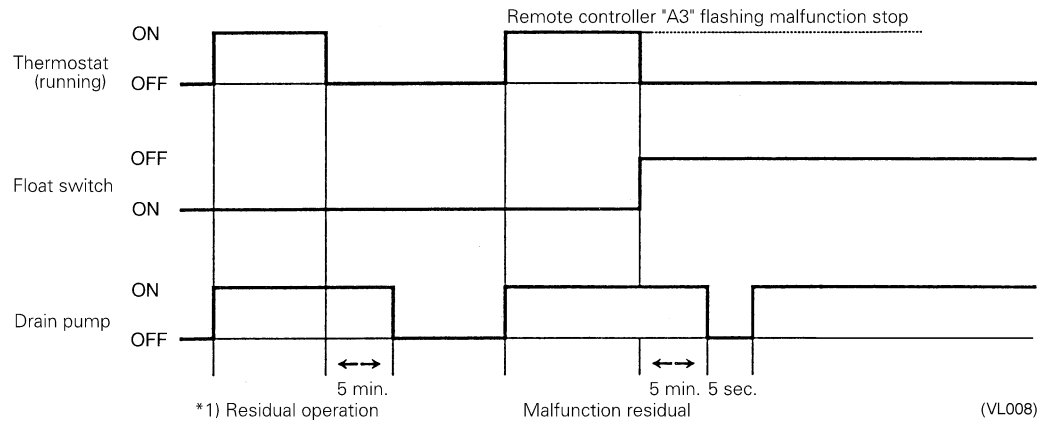 Remote controller "A3" flashing malfunction stop
ON
Thermostat
(running)
OFF
OFF
Float switch
ON
ON
Drain pump
OFF
5 min.
5 min. 5 sec.
*1) Residual operation
Malfunction residual
(VL008)